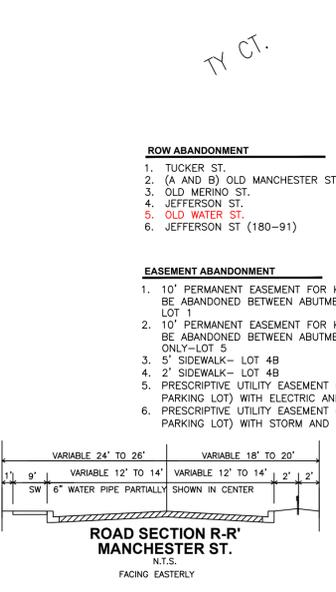 TY CT.
ROW ABANDONMENT
1. TUCKER ST.
2. (A AND B) OLD MANCHESTER ST
3. OLD MERINO ST.
4. JEFFERSON ST.
5. OLD WATER ST.
6. JEFFERSON ST (180-91)
EASEMENT ABANDONMENT
1. 10' PERMANENT EASEMENT FOR
BE ABANDONED BETWEEN ABUTME
LOT 1
2. 10' PERMANENT EASEMENT FOR
BE ABANDONED BETWEEN ABUTME
ONLY-LOT 5
3. 5' SIDEWALK- LOT 4B
4. 2' SIDEWALK- LOT 4B
5. PRESCRIPTIVE UTILITY EASEMENT
PARKING LOT) WITH ELECTRIC AN
6. PRESCRIPTIVE UTILITY EASEMENT
PARKING LOT) WITH STORM AND
VARIABLE 24' TO 26' VARIABLE 18' TO 20'
1' 9' VARIABLE 12' TO 14' VARIABLE 12' TO 14' 2' 2'
SW 6" WATER PIPE PARTIALLY SHOWN IN CENTER
ROAD SECTION R-R'
MANCHESTER ST.
N.T.S.
FACING EASTERLY